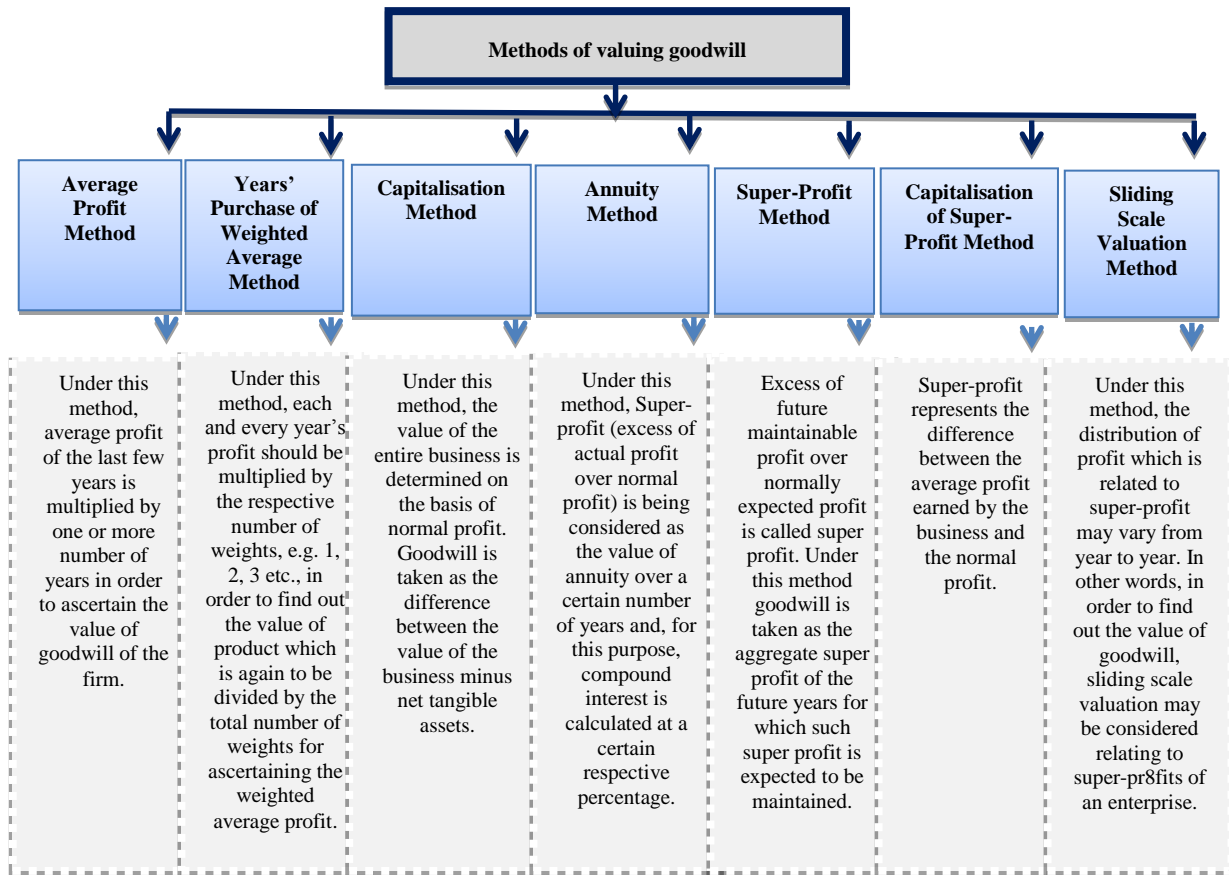 Methods of valuing goodwill
Average
Profit
Method
Years’
Purchase of
Weighted
Average
Method
Capitalisation
Method
Annuity
Method
Super-Profit
Method
Capitalisation
of Super-
Profit Method
Sliding
Scale
Valuation
Method
Under this
method,
average profit
of the last few
years is
multiplied by
one or more
number of
years in order
to ascertain the
value of
goodwill of the
firm.
Under this
method, each
and every year’s
profit should be
multiplied by
the respective
number of
weights, e.g. 1,
2, 3 etc., in
order to find out
the value of
product which
is again to be
divided by the
total number of
weights for
ascertaining the
weighted
average profit.
Under this
method, the
value of the
entire business is
determined on
the basis of
normal profit.
Goodwill is
taken as the
difference
between the
value of the
business minus
net tangible
assets.
Under this
method, Super-
profit (excess of
actual profit
over normal
profit) is being
considered as
the value of
annuity over a
certain number
of years and, for
this purpose,
compound
interest is
calculated at a
certain
respective
percentage.
Excess of
future
maintainable
profit over
normally
expected profit
is called super
profit. Under
this method
goodwill is
taken as the
aggregate super
profit of the
future years for
which such
super profit is
expected to be
maintained.
Super-profit
represents the
difference
between the
average profit
earned by the
business and
the normal
profit.
Under this
method, the
distribution of
profit which is
related to
super-profit
may vary from
year to year. In
other words, in
order to find
out the value of
goodwill,
sliding scale
valuation may
be considered
relating to
super-pr8fits of
an enterprise.